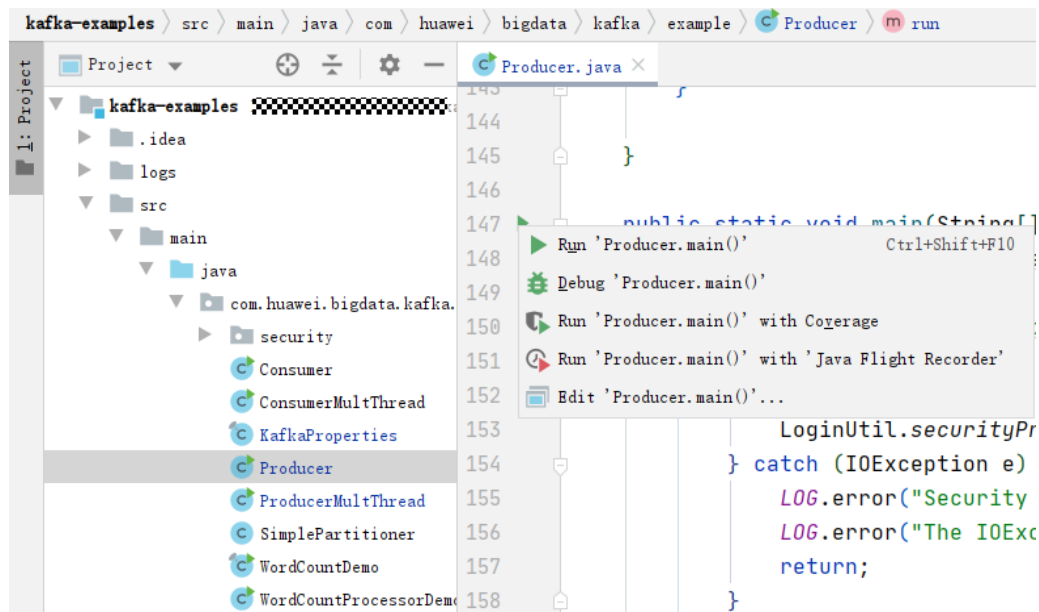 kafka-examples src main java com huawei bigdata kafka example Producer run
1: Project
Project
Producer.java
kafka-examples
.idea
logs
src
main
java
com.huawei.bigdata.kafka.
security
Consumer
ConsumerMultThread
KafkaProperties
Producer
ProducerMultThread
SimplePartitioner
WordCountDemo
WordCountProcessorDemo
143 }
144
145 }
146
147 public static void main(String[]
148
149
150
151
152
153 LoginUtil.securityPr
154 } catch (IOException e)
155 LOG.error("Security
156 LOG.error("The IOExc
157 return;
158 }
Run 'Producer.main()' Ctrl+Shift+F10
Debug 'Producer.main()'
Run 'Producer.main()' with Coverage
Run 'Producer.main()' with 'Java Flight Recorder'
Edit 'Producer.main()'...